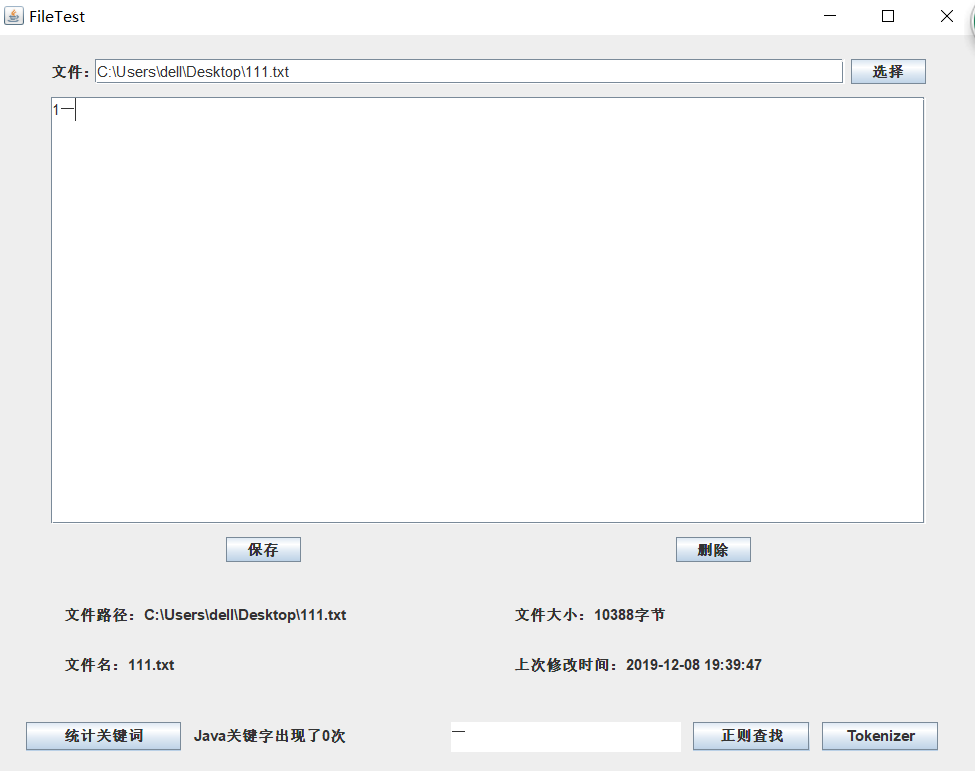 FileTest
文件：C:\Users\dell\Desktop\111.txt 选择
1一
保存 删除
文件路径：C:\Users\dell\Desktop\111.txt 文件大小：10388字节
文件名：111.txt 上次修改时间：2019-12-08 19:39:47
统计关键词 Java关键字出现了0次 一 正则查找 Tokenizer